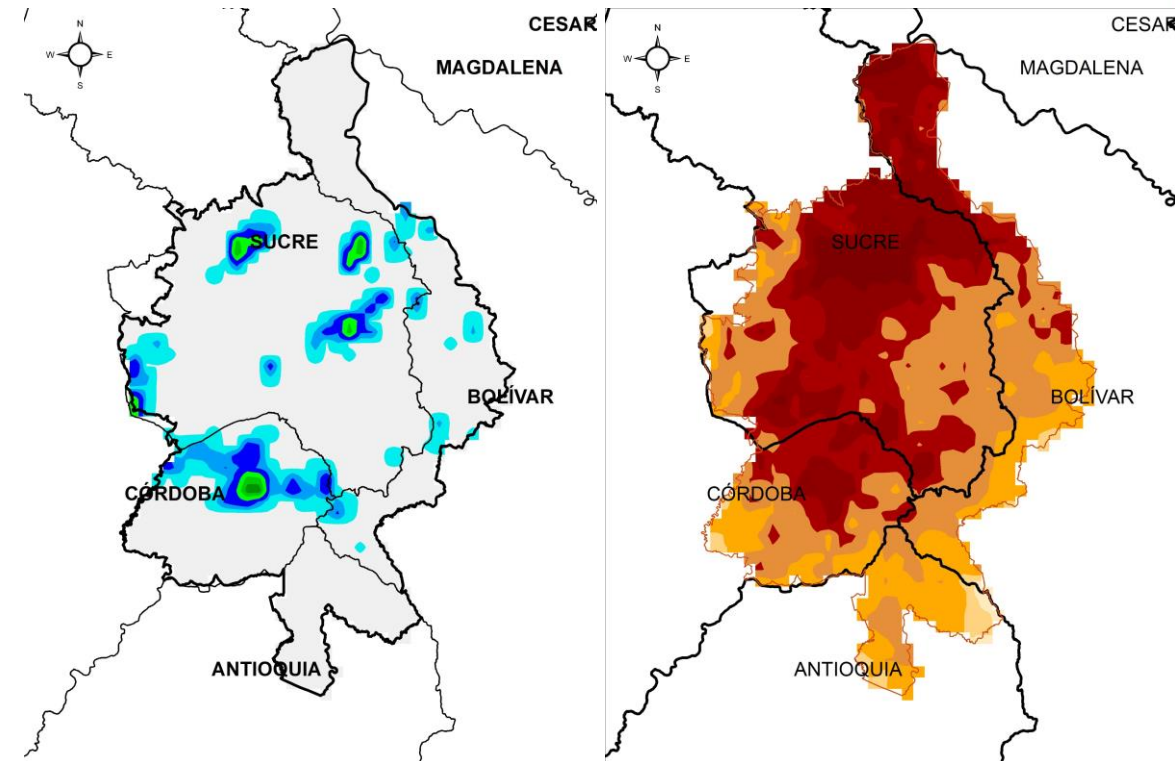 CESAR
N
W E
S
MAGDALENA
SUCRE
BOLÍVAR
CÓRDOBA
ANTIOQUIA
CESAR
N
W E
S
MAGDALENA
SUCRE
BOLÍVAR
CÓRDOBA
ANTIOQUIA